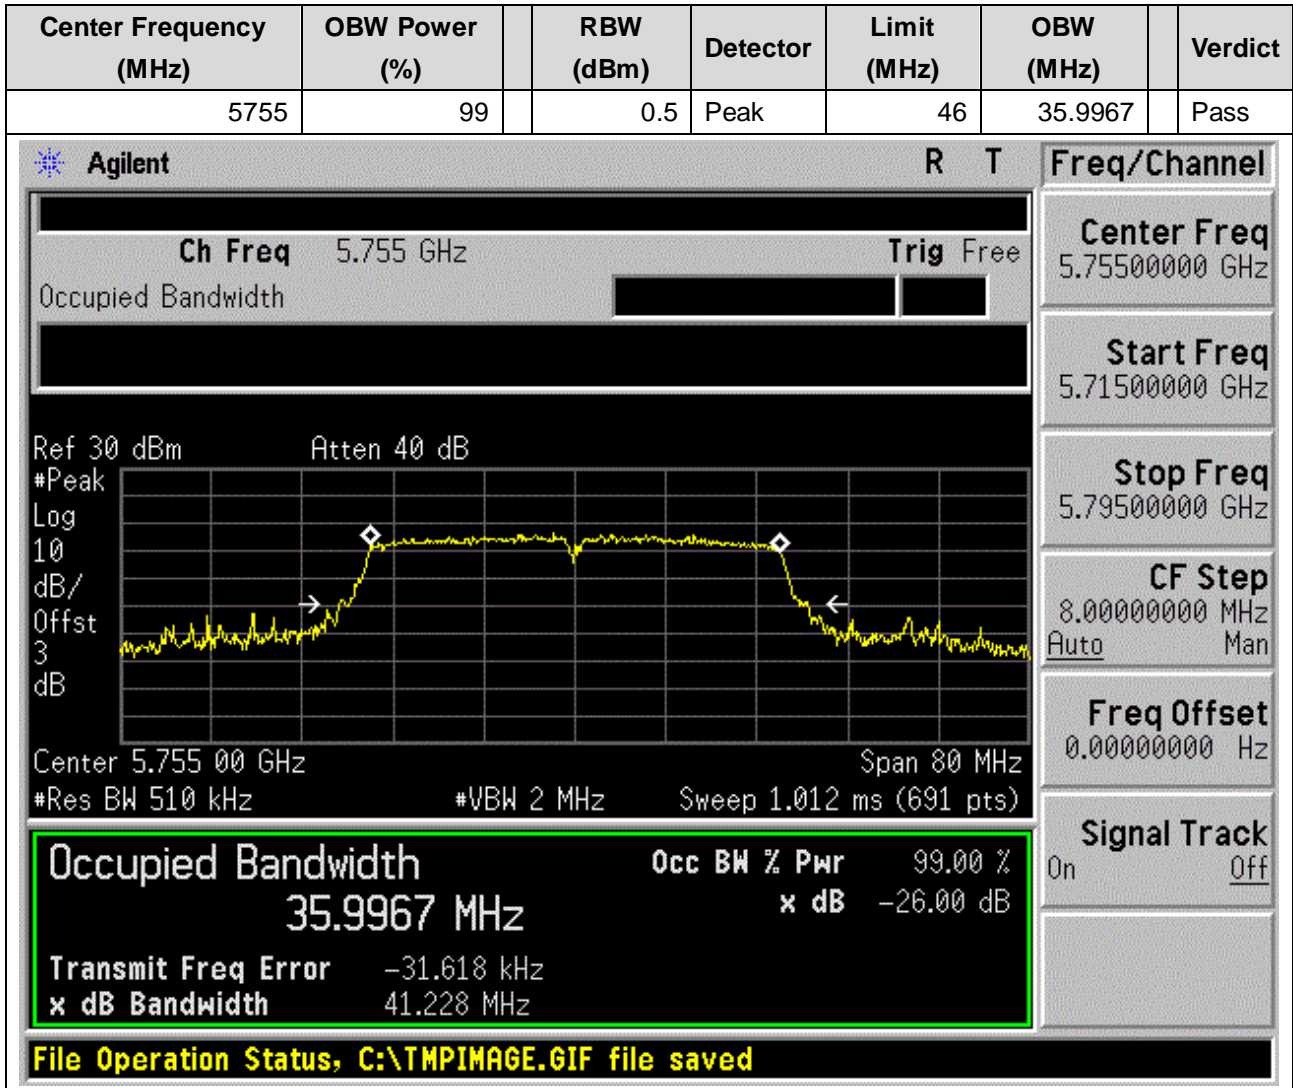 Center Frequency (MHz) OBW Power (%) RBW (dBm) Detector Limit (MHz) OBW (MHz) Verdict
5755 99 0.5 Peak 46 35.9967 Pass
Agilent R T Freq/Channel
Ch Freq 5.755 GHz Trig Free
Occupied Bandwidth
Center Freq
5.75500000 GHz
Start Freq
5.71500000 GHz
Stop Freq
5.79500000 GHz
CF Step
8.00000000 MHz
Auto Man
Freq Offset
0.00000000 Hz
Signal Track
On Off
Ref 30 dBm Atten 40 dB
#Peak
Log
10
dB/
Offst
3
dB
Center 5.755 00 GHz Span 80 MHz
#Res BW 510 kHz #VBW 2 MHz Sweep 1.012 ms (691 pts)
Occupied Bandwidth
35.9967 MHz
Occ BW % Pwr 99.00 %
x dB -26.00 dB
Transmit Freq Error -31.618 kHz
x dB Bandwidth 41.228 MHz
File Operation Status, C:\TMPIMAGE.GIF file saved